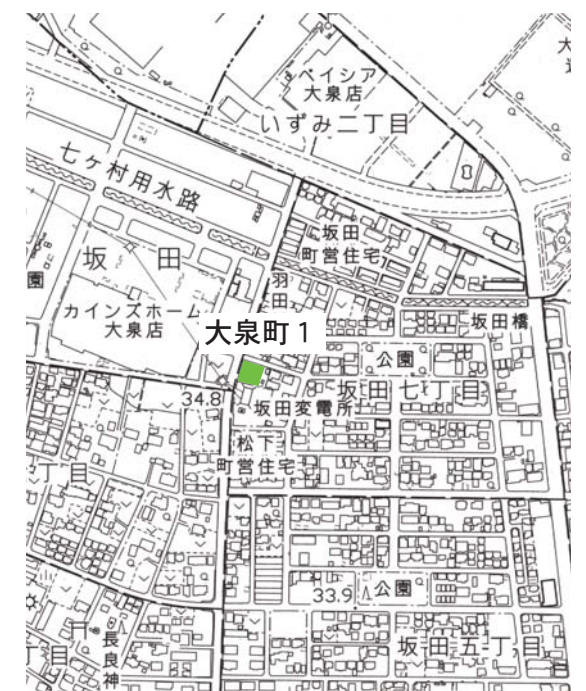 ベイシア
大泉店
いずみ二丁目
七ヶ村用水路
坂田
町営住宅
坂田
羽田
園
カインズホーム
大泉店
坂田橋
大泉町1
公園
34.8
坂田七丁目
坂田変電所
松下
町営住宅
丁目
33.9
公園
長良神
坂田五丁目
丁目